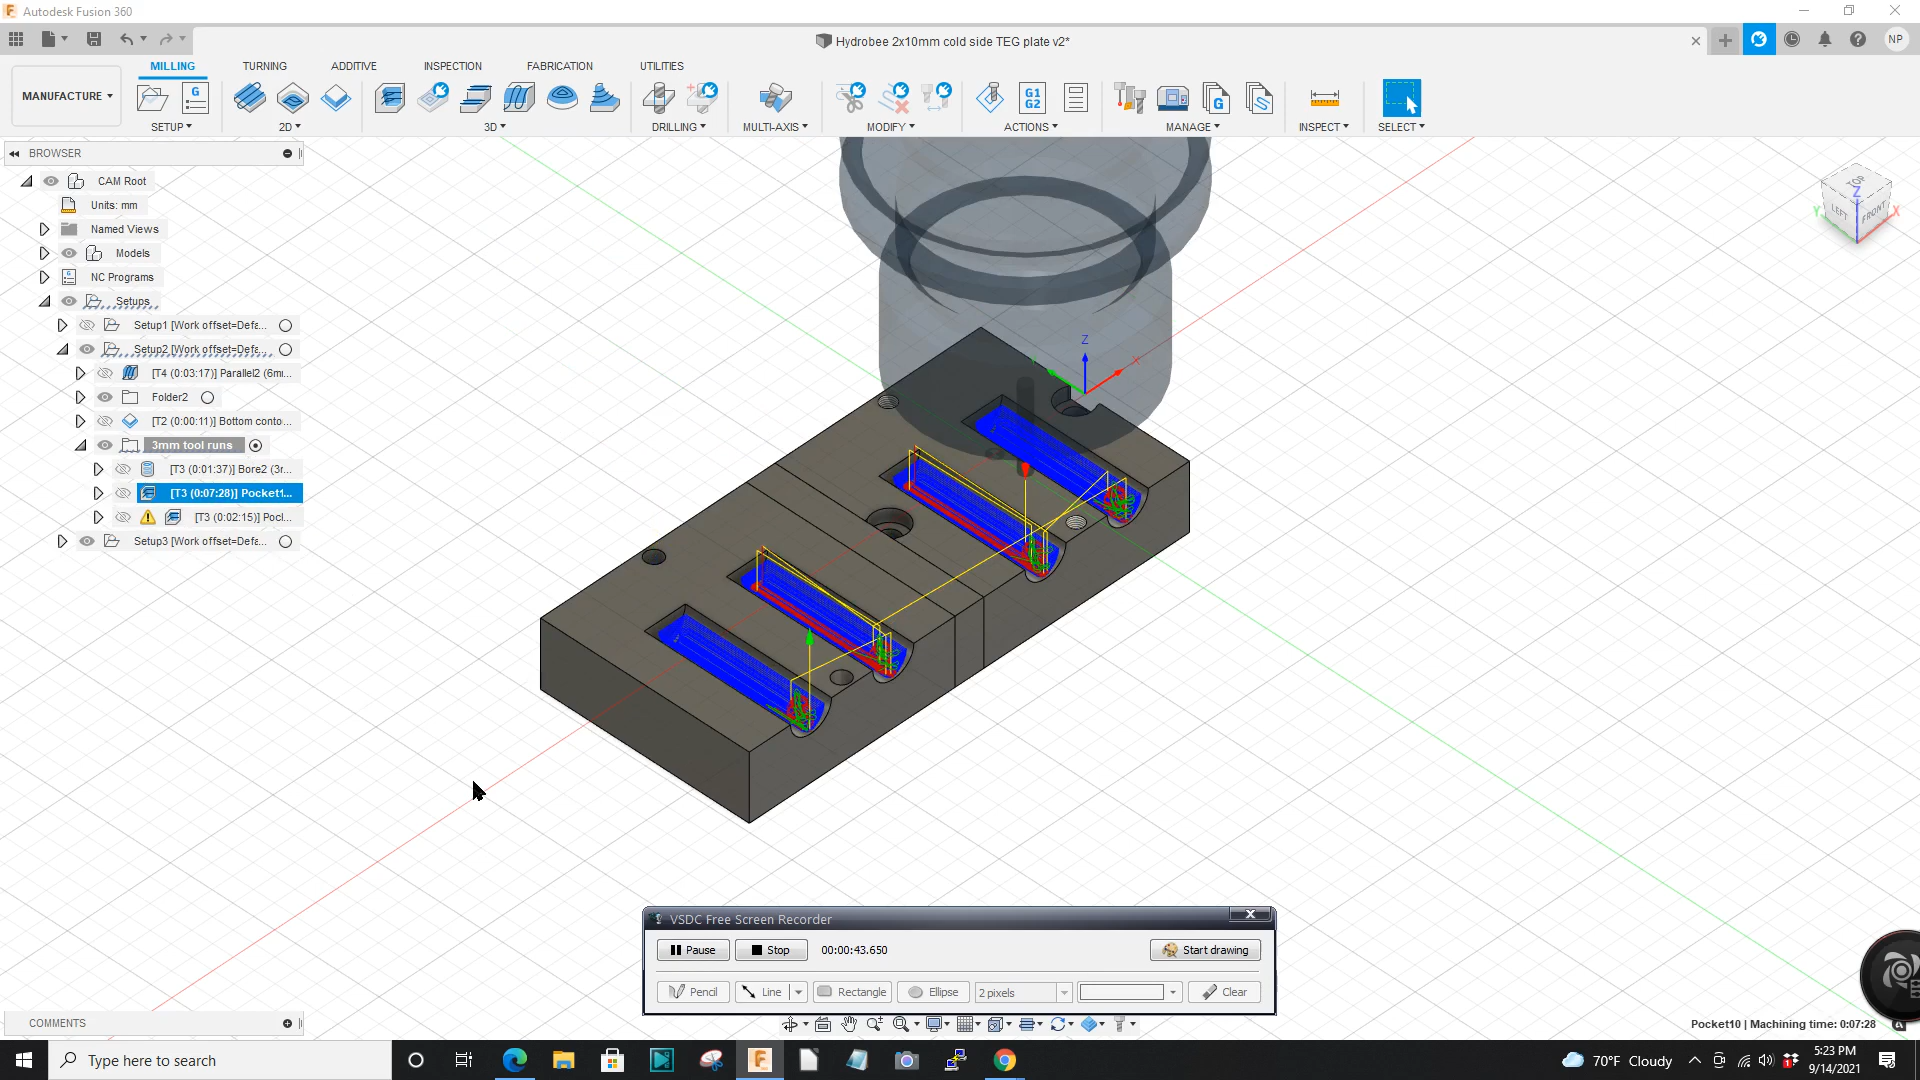 Autodesk Fusion 360
Hydrobee 2x10mm cold side TEG plate v2*
NP
MILLING
TURNING
ADDITIVE
INSPECTION
FABRICATION
UTILITIES
MANUFACTURE
G1
G2
SETUP
2D
3D
DRILLING
MULTI-AXIS
MODIFY
ACTIONS
MANAGE
INSPECT
SELECT
BROWSER
CAM Root
Units: mm
Named Views
Models
NC Programs
Setups
Setup1 [Work offset=Defa...
Setup2 [Work offset=Defa...
[T4 (0:03:17)] Parallel2 (6m...
Folder2
[T2 (0:00:11)] Bottom conto...
3mm tool runs
[T3 (0:01:37)] Bore2 (3r...
[T3 (0:07:28)] Pocket1...
[T3 (0:02:15)] Pocl...
Setup3 [Work offset=Defa...
TOP
LEFT
FRONT
Z
Y
X
Z
X
VSDC Free Screen Recorder
Pause
Stop
00:00:43.650
Start drawing
Pencil
Line
Rectangle
Ellipse
2 pixels
Clear
COMMENTS
Pocket10 | Machining time: 0:07:28
Type here to search
70°F Cloudy
5:23 PM
9/14/2021